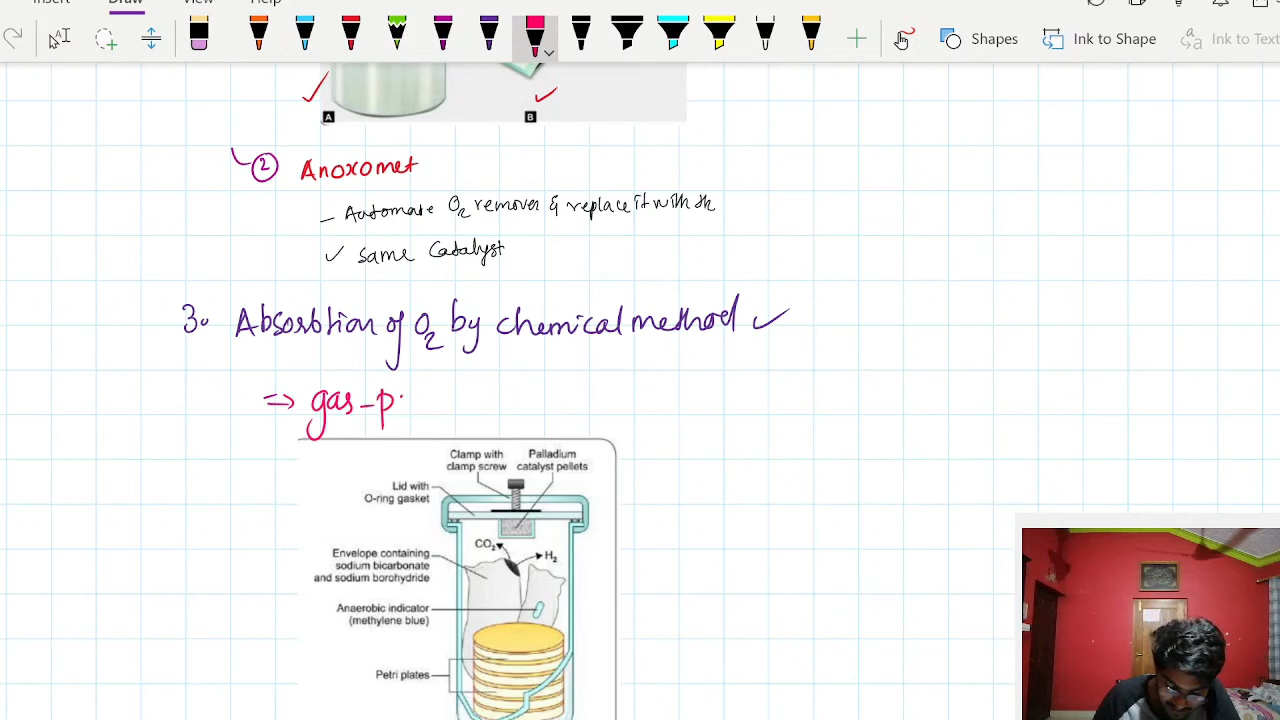 Insert Draw View Help
Shapes
Ink to Shape
Ink to Text
A B
2 Anoxomet
- Automate O2 remover & replace it with H2
✓ same Catalyst
3. Absorbtion of O2 by chemical method ✓
=> gas-p
Clamp with
clamp screw
Palladium
catalyst pellets
Lid with
O-ring gasket
CO2
H2
Envelope containing
sodium bicarbonate
and sodium borohydride
Anaerobic indicator
(methylene blue)
Petri plates